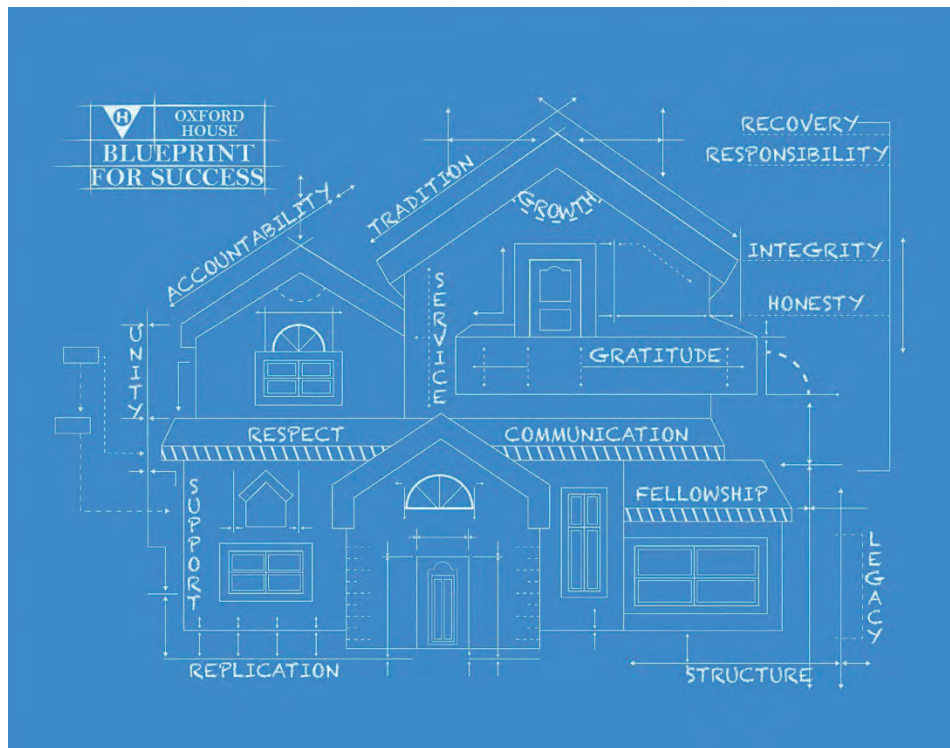 H
OXFORD
HOUSE
BLUEPRINT
FOR SUCCESS
RECOVERY
RESPONSIBILITY
TRADITION
GROWTH
ACCOUNTABILITY
INTEGRITY
SERVICE
HONESTY
UNITY
GRATITUDE
RESPECT
COMMUNICATION
SUPPORT
FELLOWSHIP
LEGACY
REPLICATION
STRUCTURE